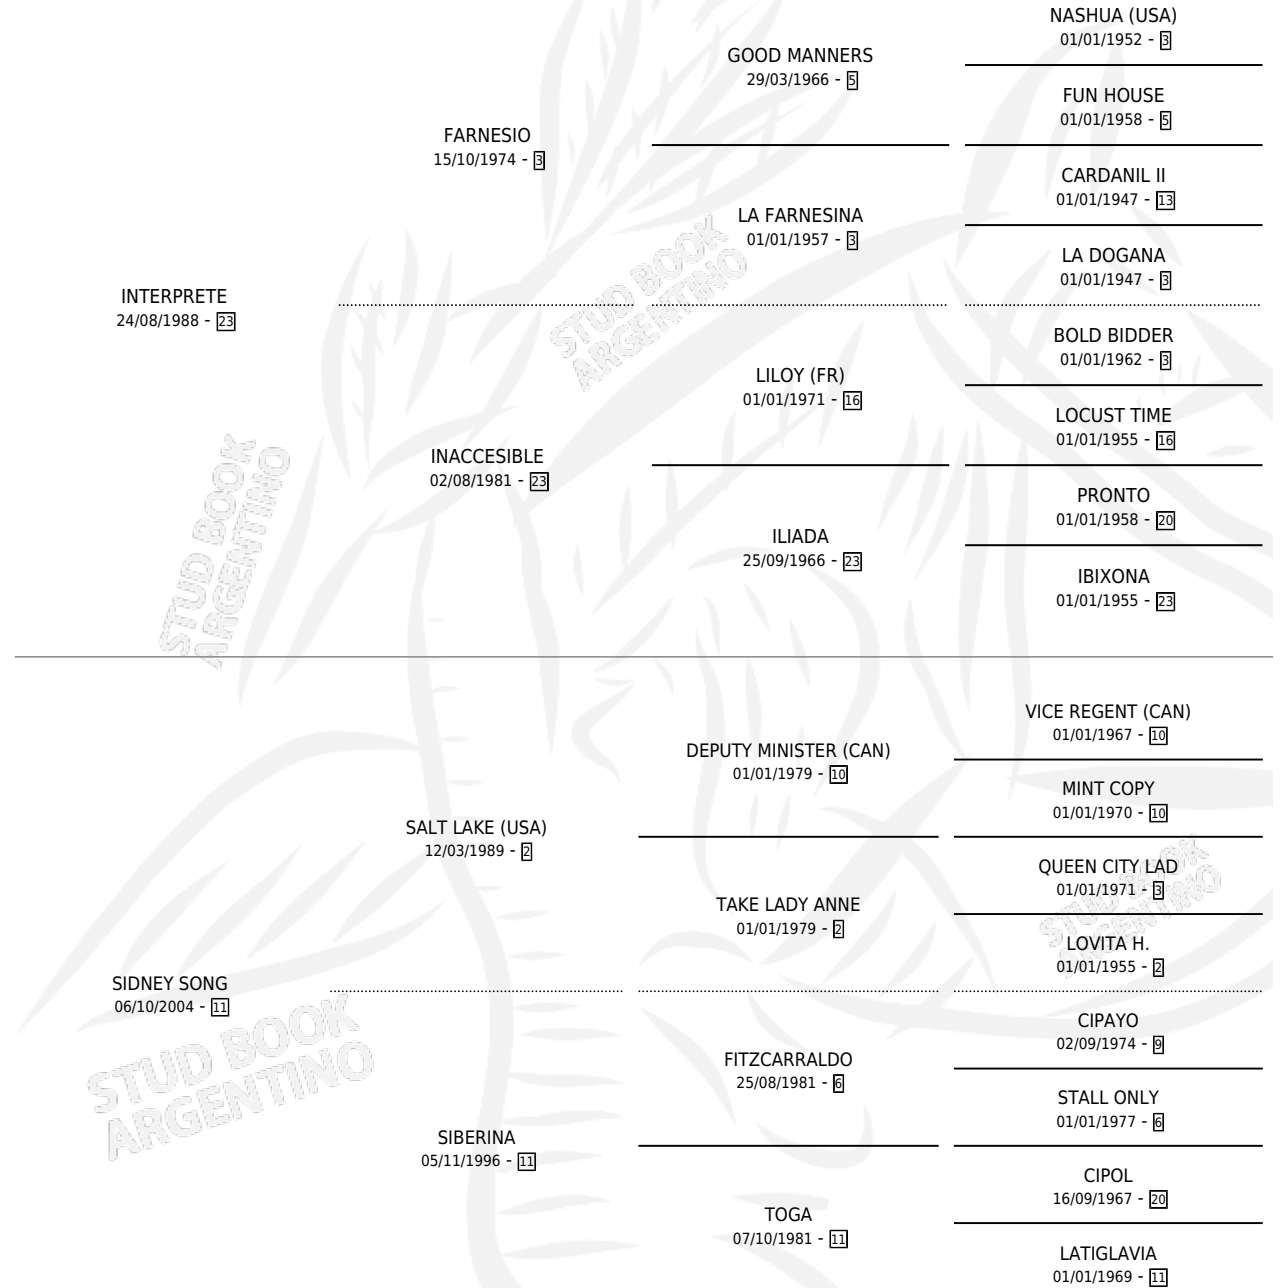 NASHUA (USA)
01/01/1952 - 3
GOOD MANNERS
29/03/1966 - 5
FUN HOUSE
01/01/1958 - 5
FARNESIO
15/10/1974 - 3
CARDANIL II
01/01/1947 - 13
LA FARNESINA
01/01/1957 - 3
LA DOGANA
01/01/1947 - 3
INTERPRETE
24/08/1988 - 23
BOLD BIDDER
01/01/1962 - 3
LILOY (FR)
01/01/1971 - 16
LOCUST TIME
01/01/1955 - 16
INACCESIBLE
02/08/1981 - 23
PRONTO
01/01/1958 - 20
ILIADA
25/09/1966 - 23
IBIXONA
01/01/1955 - 23
VICE REGENT (CAN)
01/01/1967 - 10
DEPUTY MINISTER (CAN)
01/01/1979 - 10
MINT COPY
01/01/1970 - 10
SALT LAKE (USA)
12/03/1989 - 2
QUEEN CITY LAD
01/01/1971 - 3
TAKE LADY ANNE
01/01/1979 - 2
LOVITA H.
01/01/1955 - 2
SIDNEY SONG
06/10/2004 - 11
CIPAYO
02/09/1974 - 9
FITZCARRALDO
25/08/1981 - 6
STALL ONLY
01/01/1977 - 6
SIBERINA
05/11/1996 - 11
CIPOL
16/09/1967 - 20
TOGA
07/10/1981 - 11
LATIGLAVIA
01/01/1969 - 11
STUD BOOK
ARGENTINO
STUD BOOK
ARGENTINO
STUD BOOK
ARGENTINO
STUD BOOK
ARGENTINO